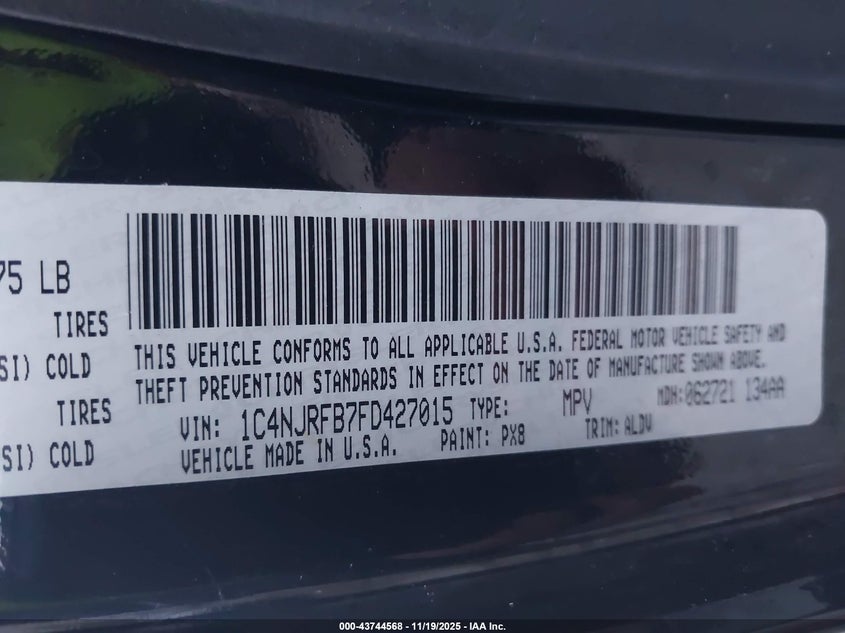 75 LB
TIRES
SI) COLD
TIRES
SI) COLD
THIS VEHICLE CONFORMS TO ALL APPLICABLE U.S.A. FEDERAL MOTOR VEHICLE SAFETY AND
THEFT PREVENTION STANDARDS IN EFFECT ON THE DATE OF MANUFACTURE SHOWN ABOVE.
VIN: 1C4NJRFB7FD427015 TYPE: MPV MDH: 062721 134AA
VEHICLE MADE IN U.S.A. PAINT: PX8 TRIM: ALDV
000-43744568 - 11/19/2025 - IAA Inc.